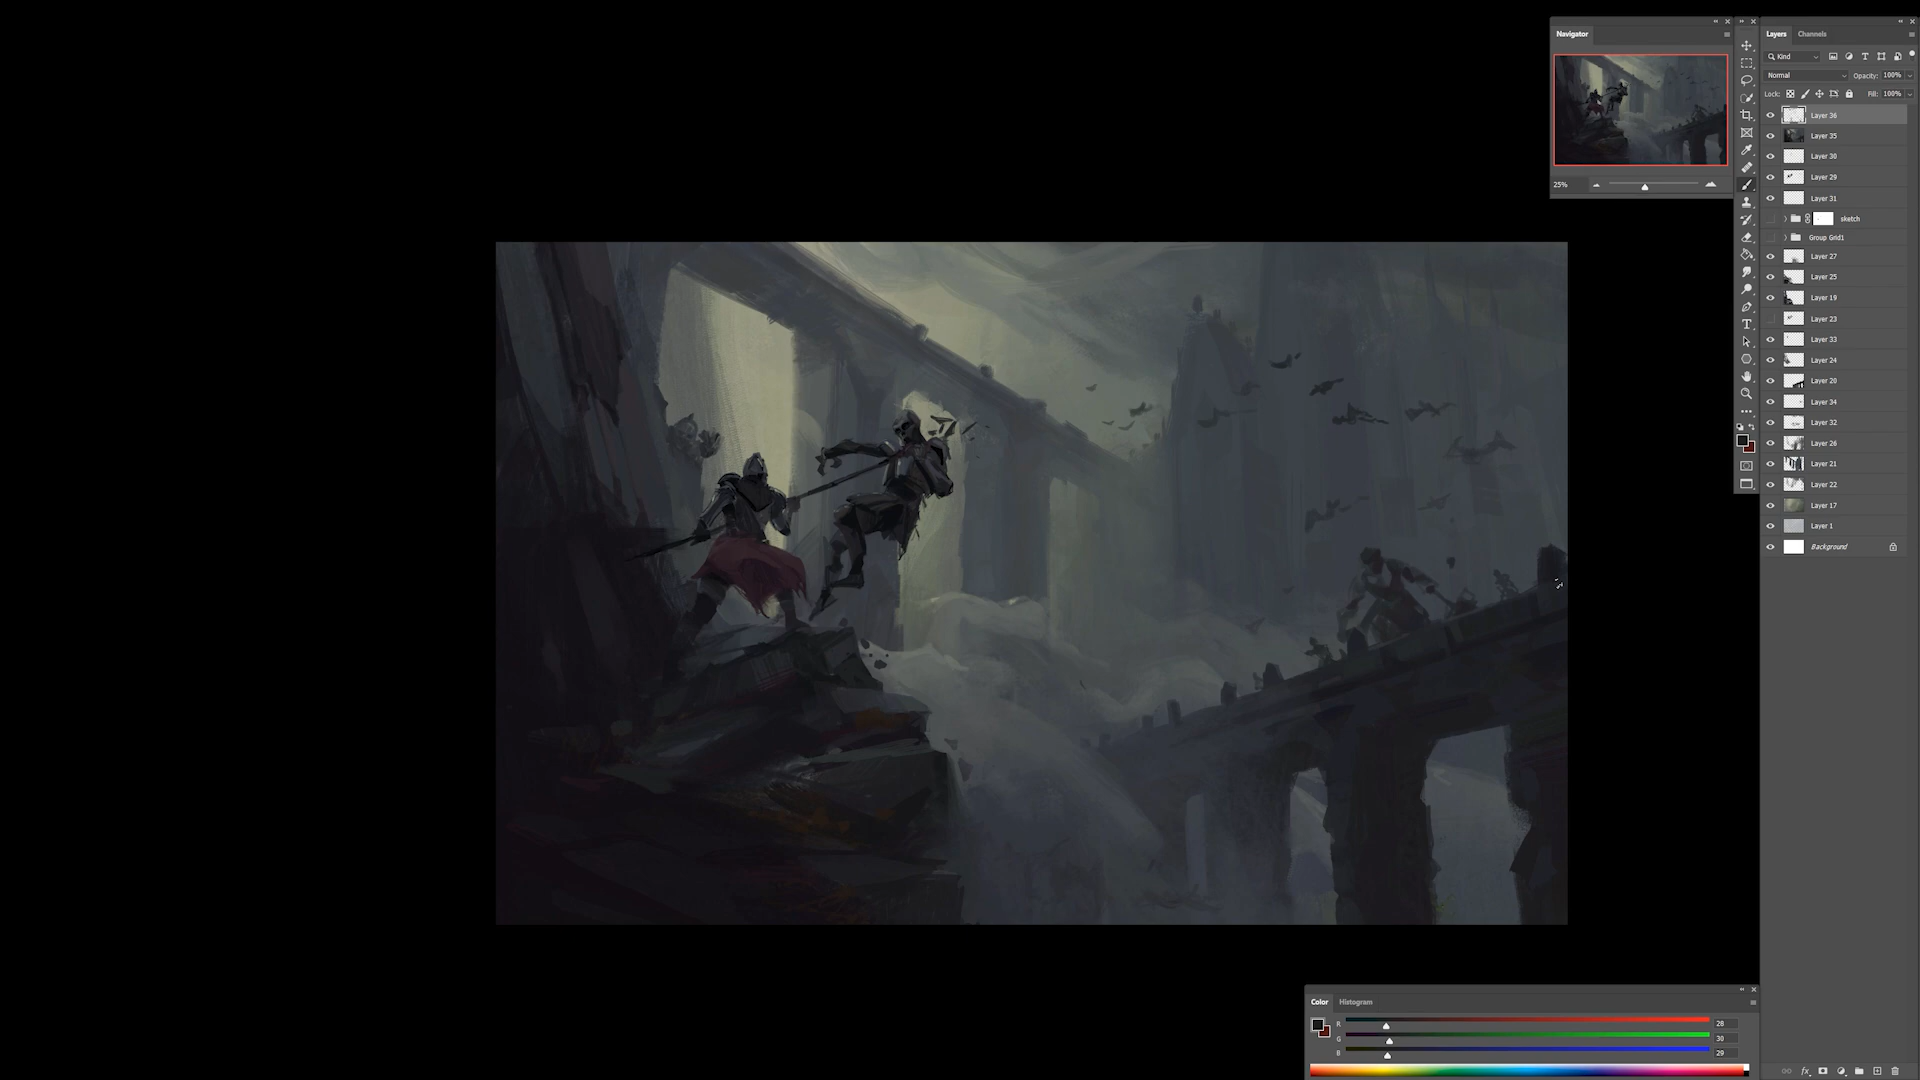 Navigator
25%
Layers Channels
Kind
Normal Opacity: 100%
Lock: Fill: 100%
Layer 36
Layer 35
Layer 30
Layer 29
Layer 31
sketch
Group Grid1
Layer 27
Layer 25
Layer 19
Layer 23
Layer 33
Layer 24
Layer 20
Layer 34
Layer 32
Layer 26
Layer 21
Layer 22
Layer 17
Layer 1
Background
Color Histogram
R 28
G 30
B 29